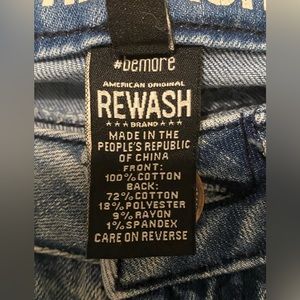 #bemore
AMERICAN ORIGINAL
REWASH
★★★ BRAND ★★★
MADE IN THE
PEOPLE'S REPUBLIC
OF CHINA
FRONT:
100%COTTON
BACK:
72%COTTON
18%POLYESTER
9%RAYON
1%SPANDEX
CARE ON REVERSE